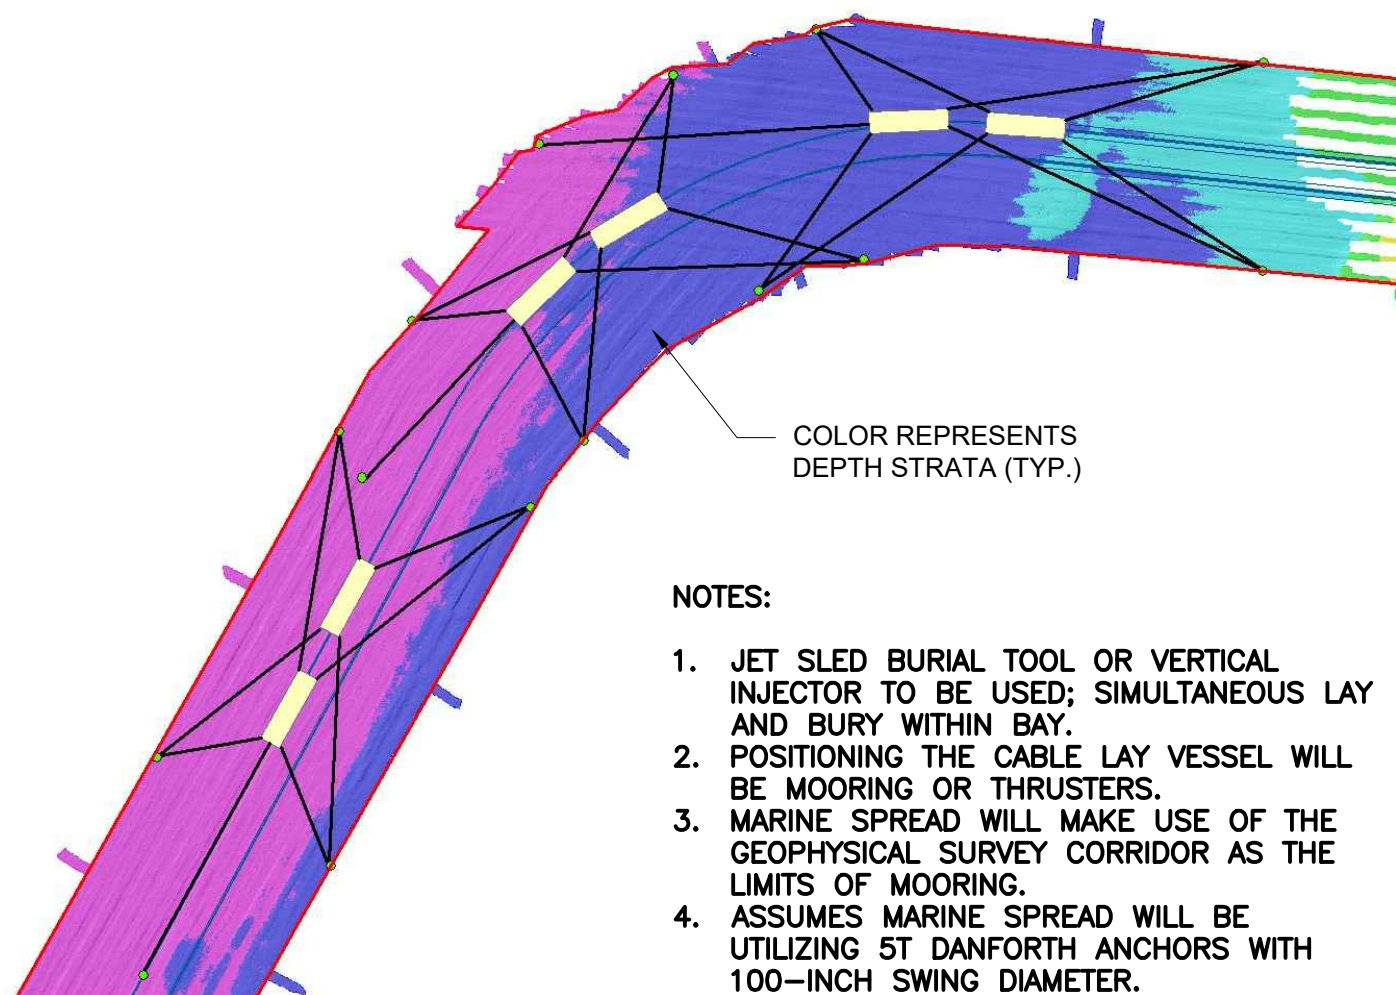 COLOR REPRESENTS
DEPTH STRATA (TYP.)
NOTES:
1. JET SLED BURIAL TOOL OR VERTICAL
INJECTOR TO BE USED; SIMULTANEOUS LAY
AND BURY WITHIN BAY.
2. POSITIONING THE CABLE LAY VESSEL WILL
BE MOORING OR THRUSTERS.
3. MARINE SPREAD WILL MAKE USE OF THE
GEOPHYSICAL SURVEY CORRIDOR AS THE
LIMITS OF MOORING.
4. ASSUMES MARINE SPREAD WILL BE
UTILIZING 5T DANFORTH ANCHORS WITH
100-INCH SWING DIAMETER.